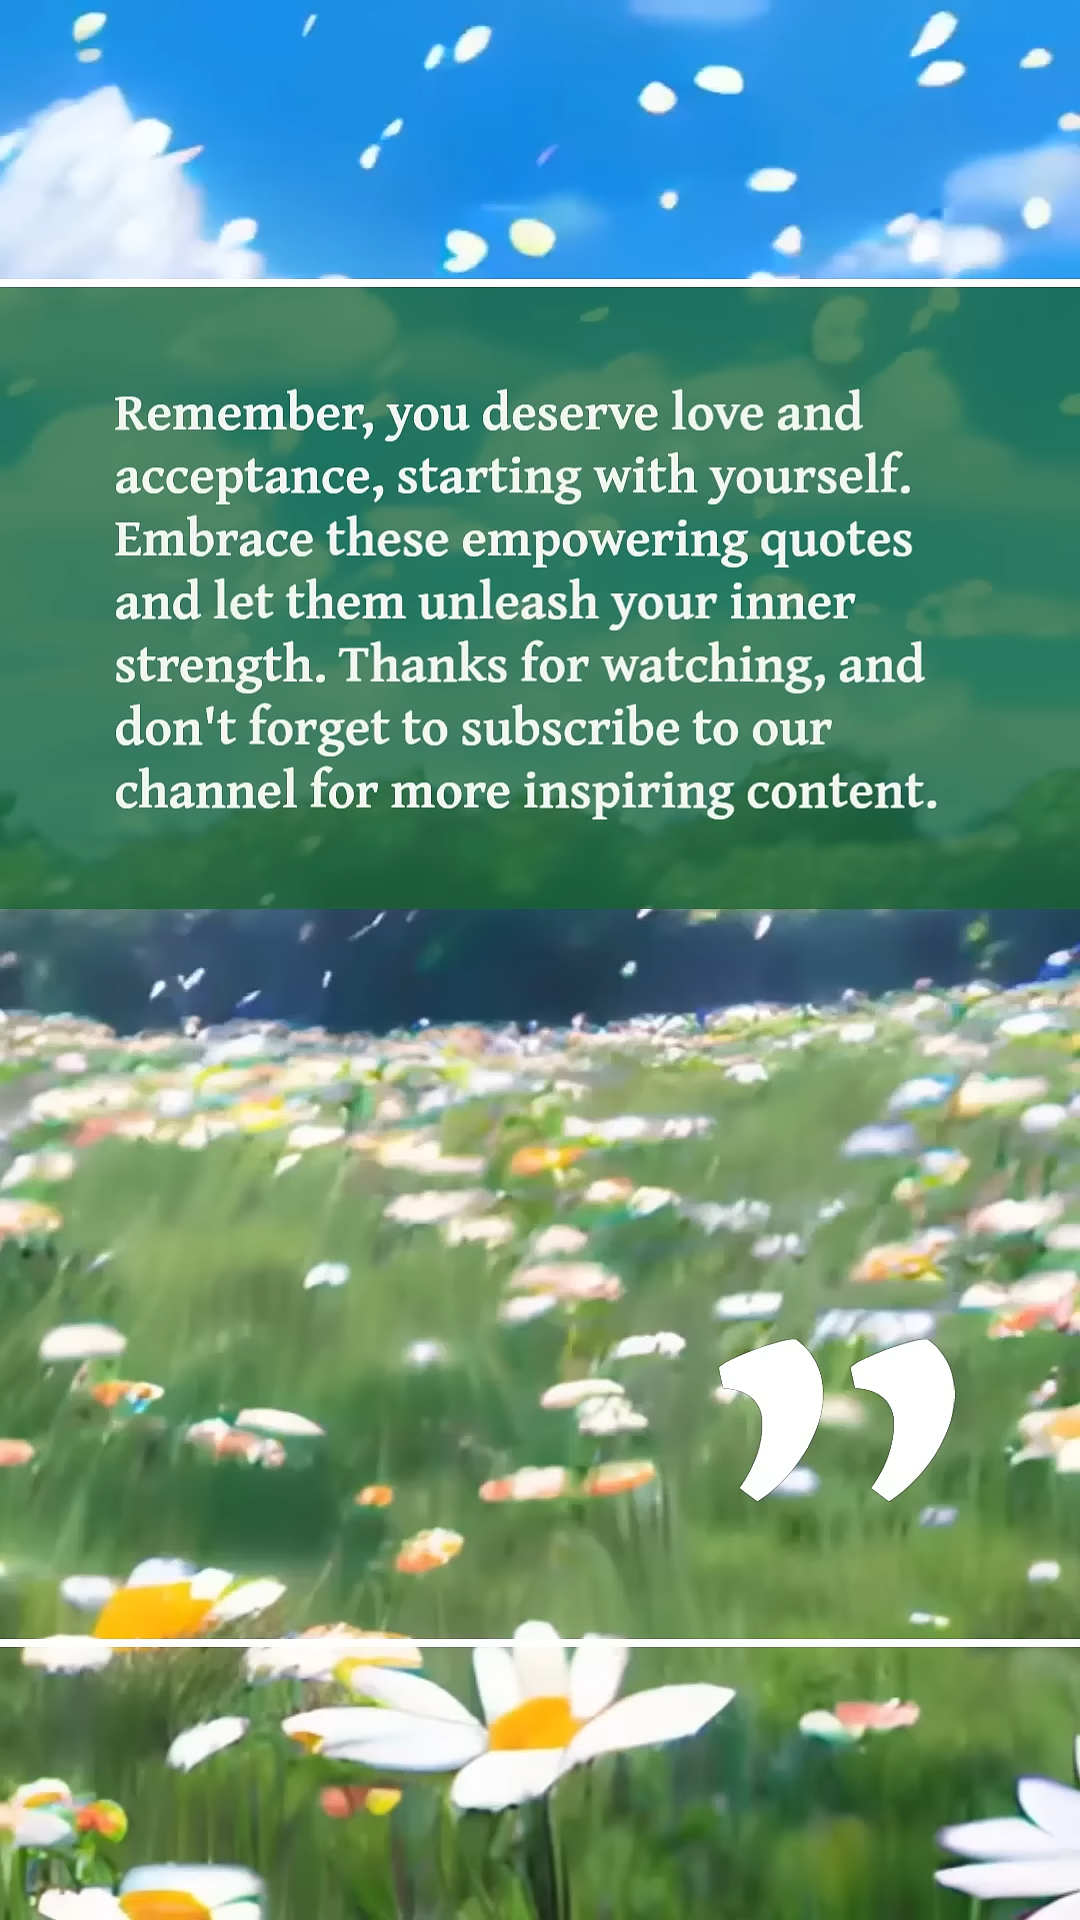 Remember, you deserve love and
acceptance, starting with yourself.
Embrace these empowering quotes
and let them unleash your inner
strength. Thanks for watching, and
don't forget to subscribe to our
channel for more inspiring content.
”